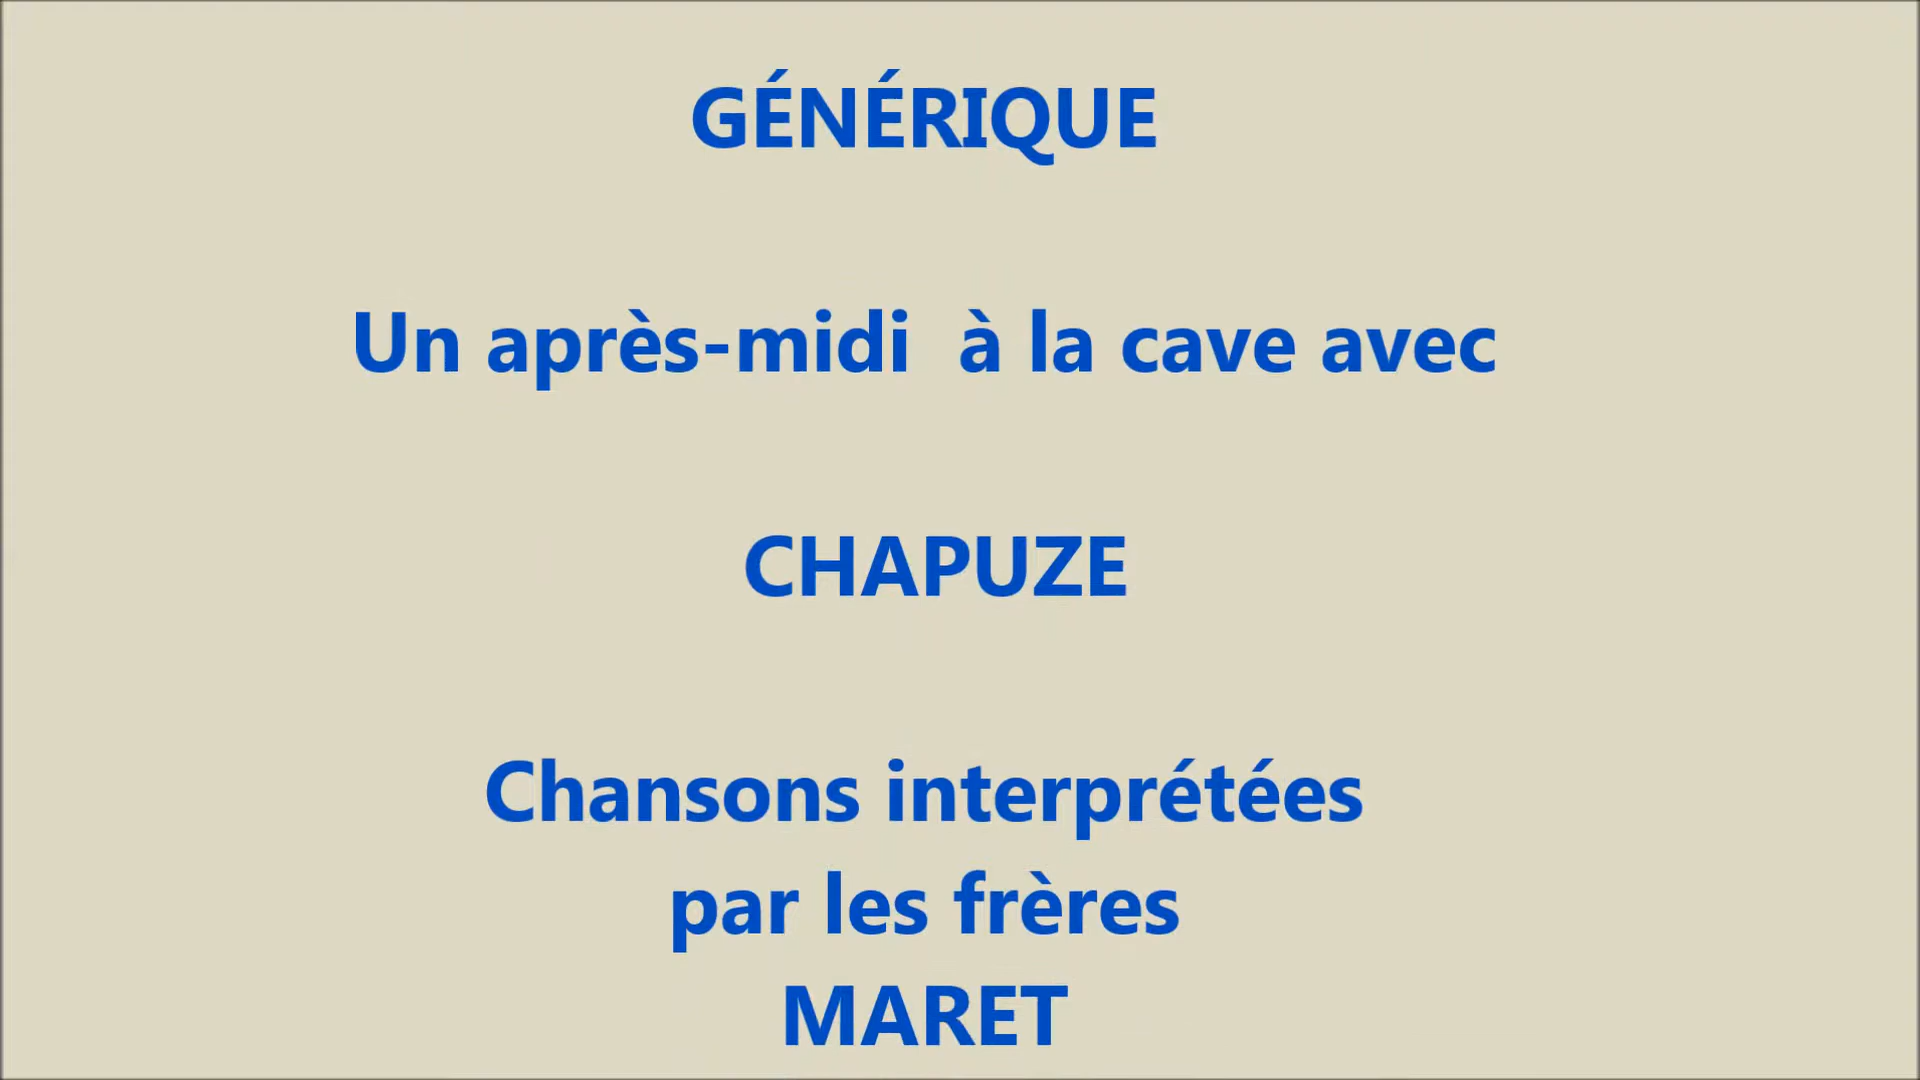 GÉNÉRIQUE
Un après-midi  à la cave avec
CHAPUZE
Chansons interprétées
par les frères
MARET